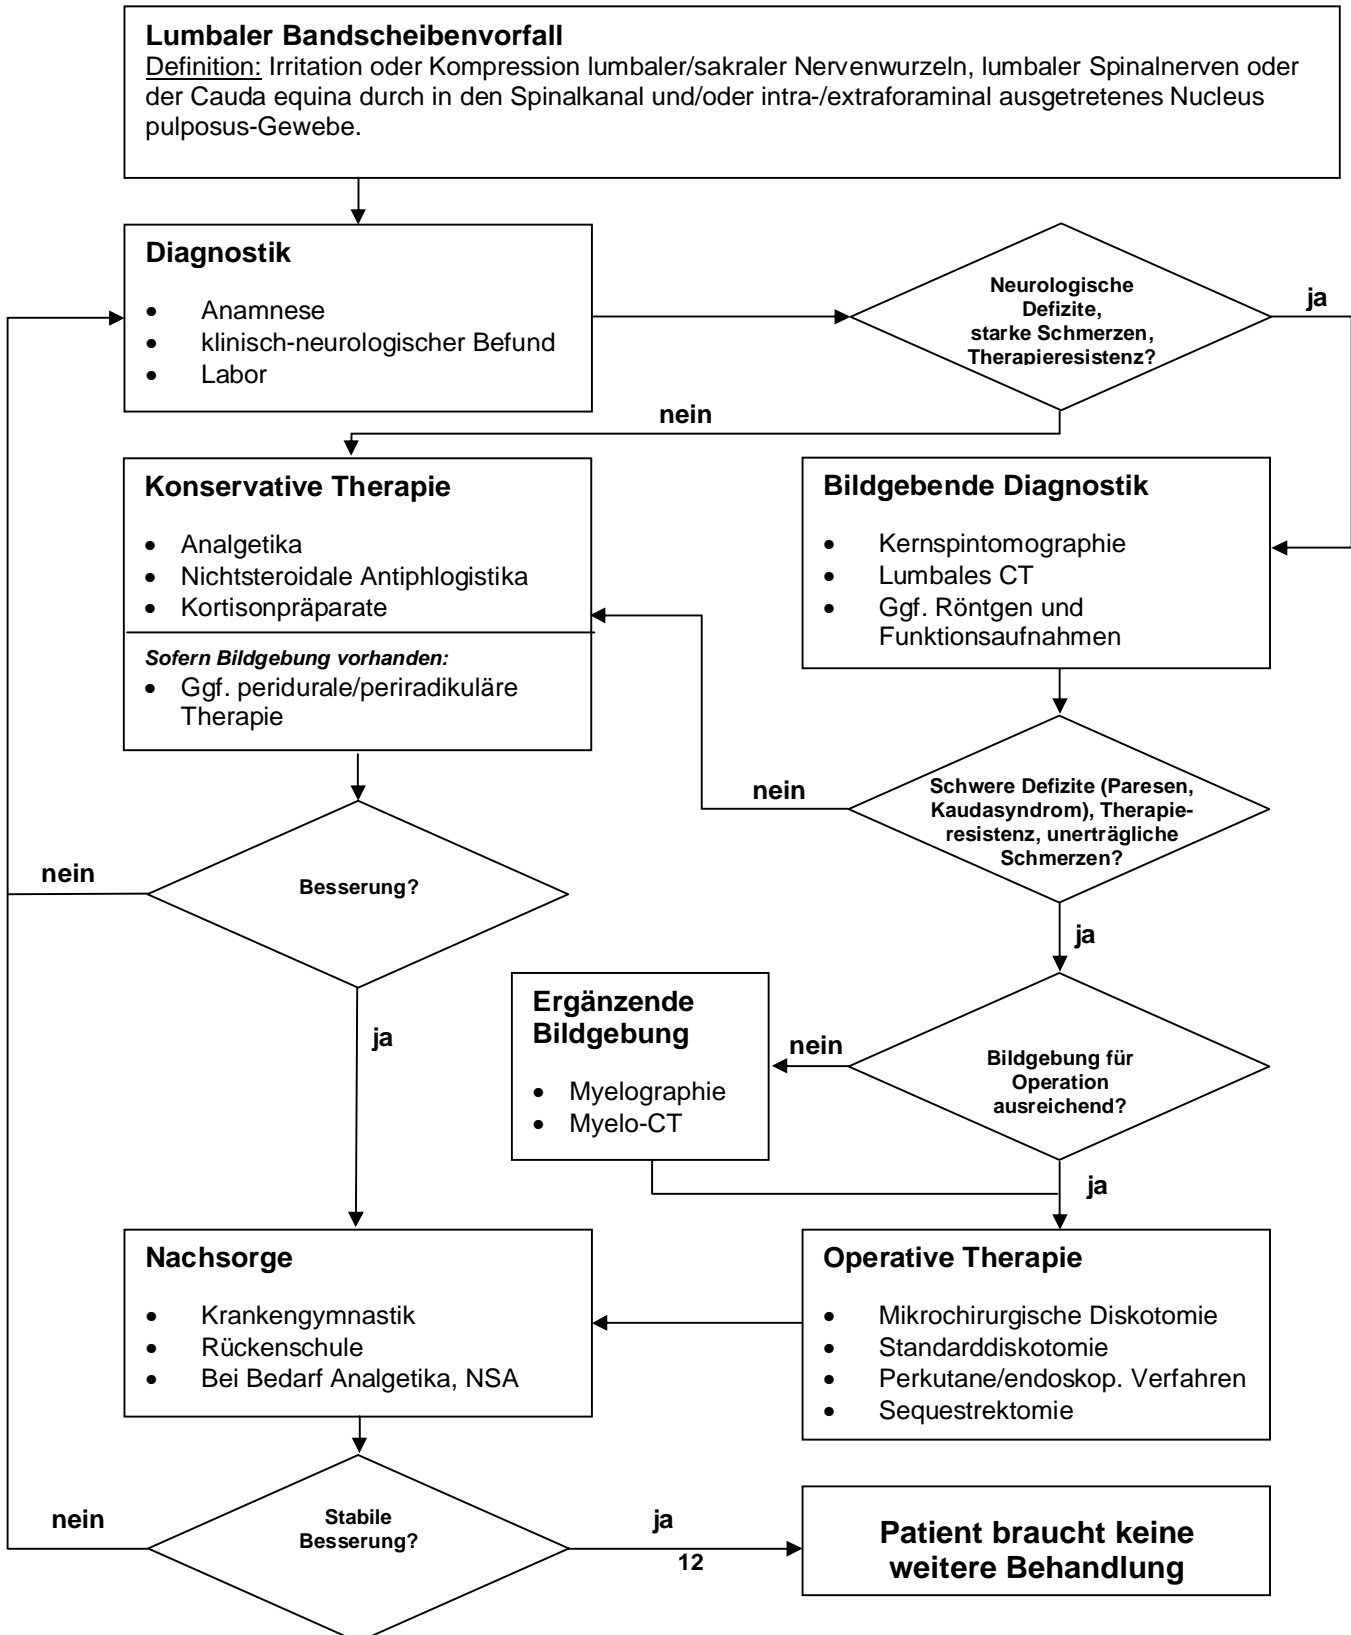 Lumbaler Bandscheibenvorfall
Definition: Irritation oder Kompression lumbaler/sakraler Nervenwurzeln, lumbaler Spinalnerven oder
der Cauda equina durch in den Spinalkanal und/oder intra-/extraforaminal ausgetretenes Nucleus
pulposus-Gewebe.
Diagnostik
• Anamnese
• klinisch-neurologischer Befund
• Labor
Neurologische
Defizite,
starke Schmerzen,
Therapieresistenz?
ja
nein
Konservative Therapie
• Analgetika
• Nichtsteroidale Antiphlogistika
• Kortisonpräparate
Sofern Bildgebung vorhanden:
• Ggf. peridurale/periradikuläre
Therapie
Bildgebende Diagnostik
• Kernspintomographie
• Lumbales CT
• Ggf. Röntgen und
Funktionsaufnahmen
nein
Schwere Defizite (Paresen,
Kaudasyndrom), Therapie-
resistenz, unerträgliche
Schmerzen?
nein
Besserung?
ja
ja
Ergänzende
Bildgebung
• Myelographie
• Myelo-CT
nein
Bildgebung für
Operation
ausreichend?
ja
Nachsorge
• Krankengymnastik
• Rückenschule
• Bei Bedarf Analgetika, NSA
Operative Therapie
• Mikrochirurgische Diskotomie
• Standarddiskotomie
• Perkutane/endoskop. Verfahren
• Sequestrektomie
nein
Stabile
Besserung?
ja
12
Patient braucht keine
weitere Behandlung